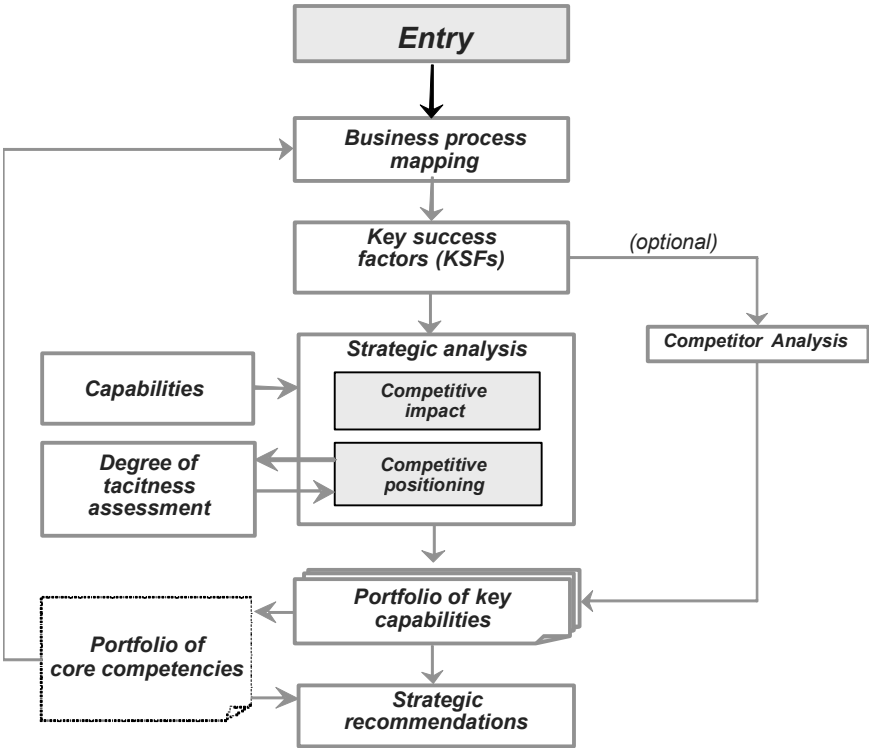 Entry
Business process
mapping
Key success
factors (KSFs)
(optional)
Strategic analysis
Competitor Analysis
Capabilities
Competitive
impact
Degree of
tacitness
assessment
Competitive
positioning
Portfolio of key
capabilities
Portfolio of
core competencies
Strategic
recommendations